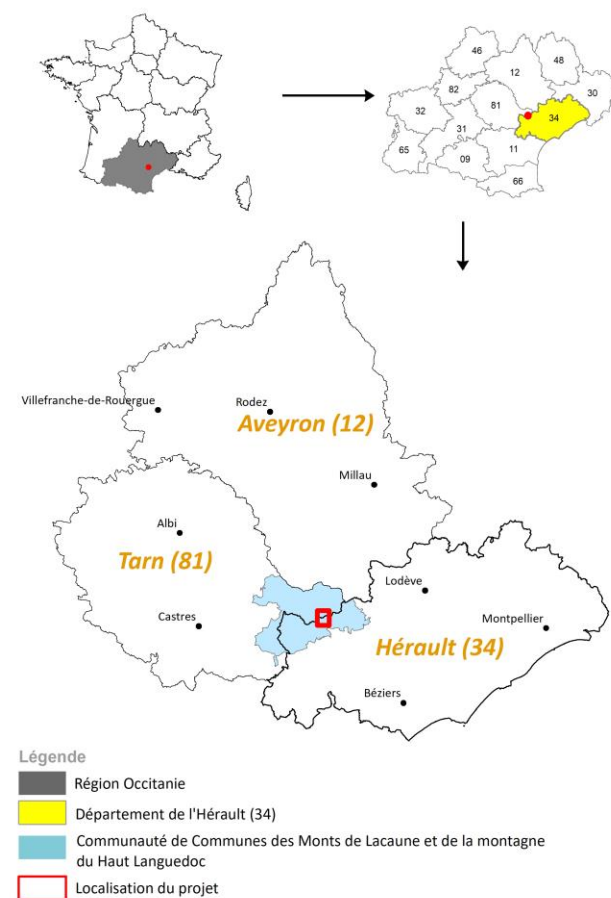 46
48
12
82
30
81
32
34
31
65
09
11
66
Villefranche-de-Rouergue
Rodez
Aveyron (12)
Millau
Albi
Tarn (81)
Lodève
Castres
Montpellier
Hérault (34)
Béziers
Légende
Région Occitanie
Département de l'Hérault (34)
Communauté de Communes des Monts de Lacaune et de la montagne
du Haut Languedoc
Localisation du projet